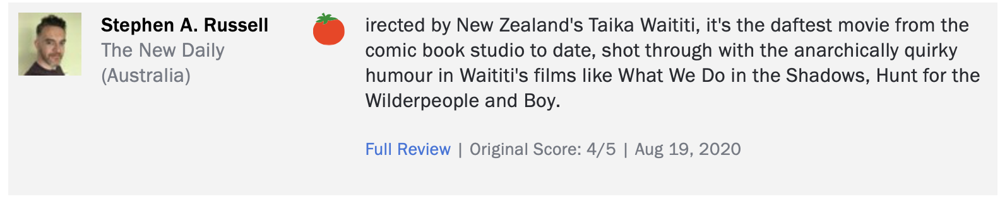 Stephen A. Russell
The New Daily
(Australia)
irected by New Zealand's Taika Waititi, it's the daftest movie from the
comic book studio to date, shot through with the anarchically quirky
humour in Waititi's films like What We Do in the Shadows, Hunt for the
Wilderpeople and Boy.
Full Review | Original Score: 4/5 | Aug 19, 2020